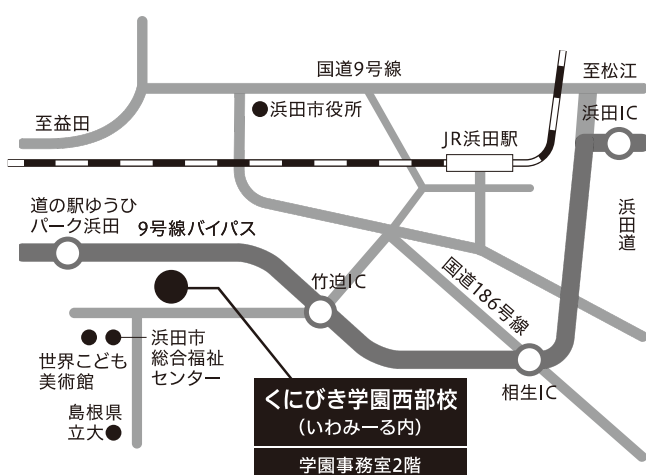 国道9号線
至松江
至益田
浜田市役所
浜田IC
JR浜田駅
道の駅ゆうひ
パーク浜田
9号線バイパス
浜田道
竹迫IC
国道186号線
世界こども
美術館
浜田市
総合福祉
センター
相生IC
島根県
立大
くにびき学園西部校
（いわみーる内）
学園事務室2階